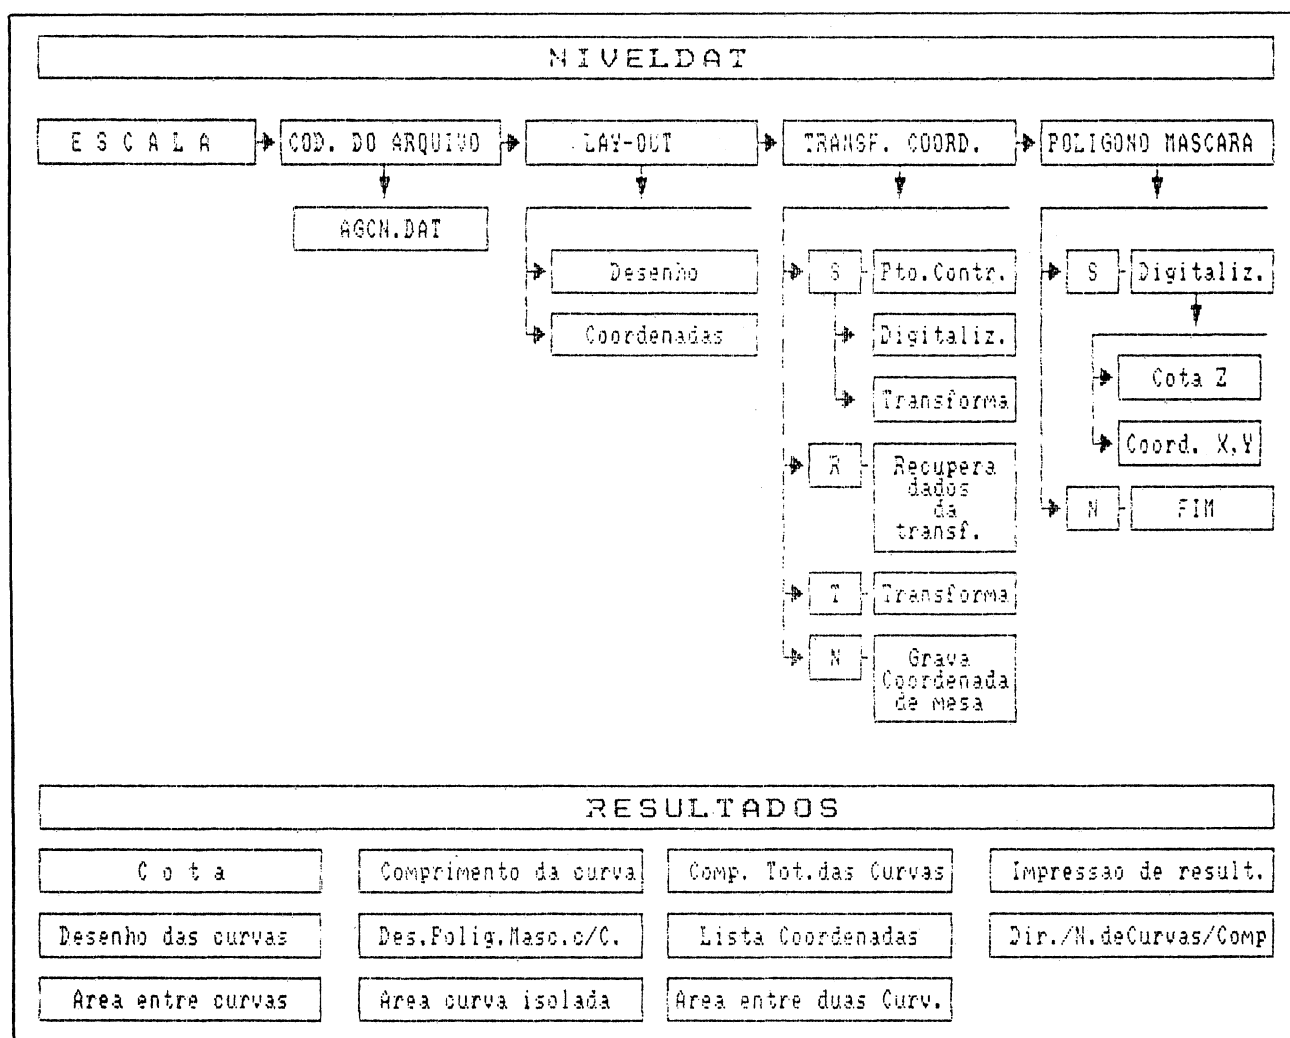 NIVELDAT
E S C A L A
COD. DO ARQUIVO
LAY-OUT
TRANSF. COORD.
POLIGONO MASCARA
AGCN.DAT
Desenho
Coordenadas
S
Pto.Contr.
Digitaliz.
Transforma
R
Recupera
dados
da
transf.
T
Transforma
N
Grava
Coordenada
de mesa
S
Digitaliz.
Cota Z
Coord. X,Y
N
FIM
RESULTADOS
C o t a
Comprimento da curva
Comp. Tot.das Curvas
Impressao de result.
Desenho das curvas
Des.Polig.Masc.c/C.
Lista Coordenadas
Dir./N.deCurvas/Comp
Area entre curvas
Area curva isolada
Area entre duas Curv.